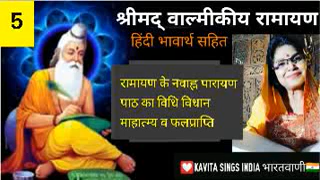 5
श्रीमद् वाल्मीकीय रामायण
हिंदी भावार्थ सहित
रामायण के नवाह्न पारायण
पाठ का विधि विधान
माहात्म्य व फलप्राप्ति
KAVITA SINGS INDIA भारतवाणी